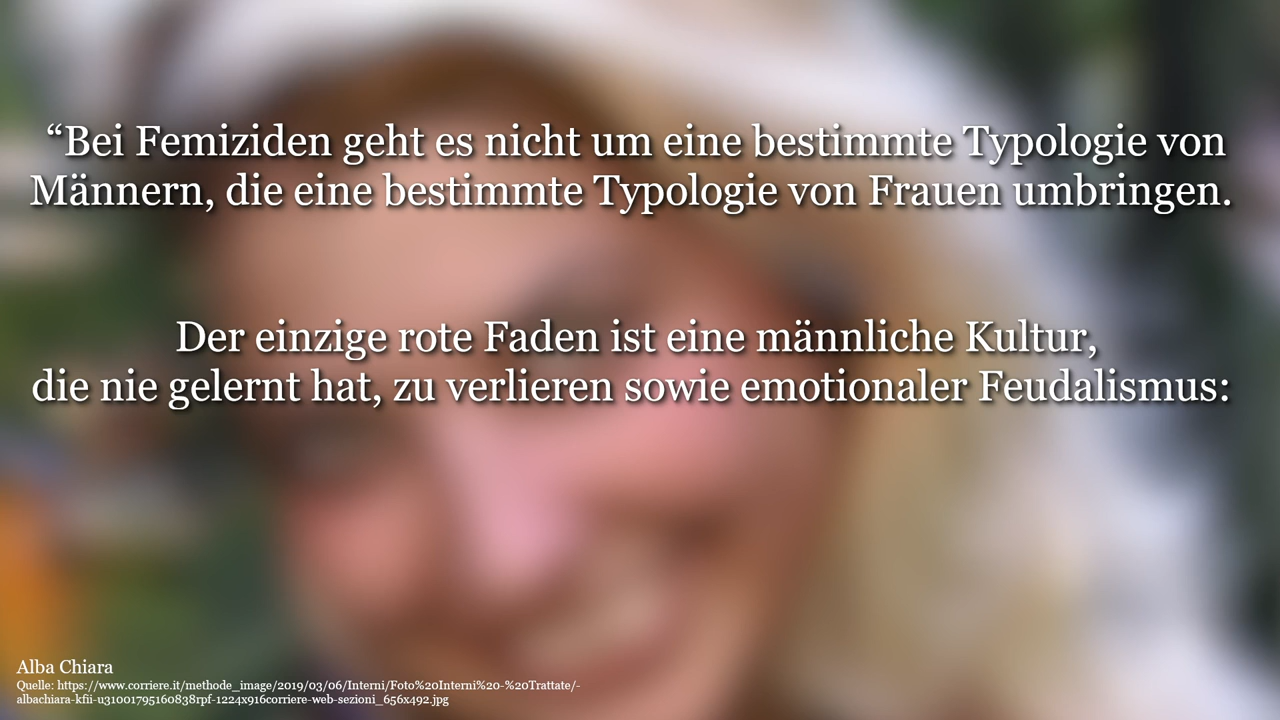 “Bei Femiziden geht es nicht um eine bestimmte Typologie von
Männern, die eine bestimmte Typologie von Frauen umbringen.
Der einzige rote Faden ist eine männliche Kultur,
die nie gelernt hat, zu verlieren sowie emotionaler Feudalismus:
Alba Chiara
Quelle: https://www.corriere.it/methode_image/2019/03/06/Interni/Foto%20Interni%20-%20Trattate/-
albachiara-kfii-u31001795160838rpf-1224x916corriere-web-sezioni_656x492.jpg